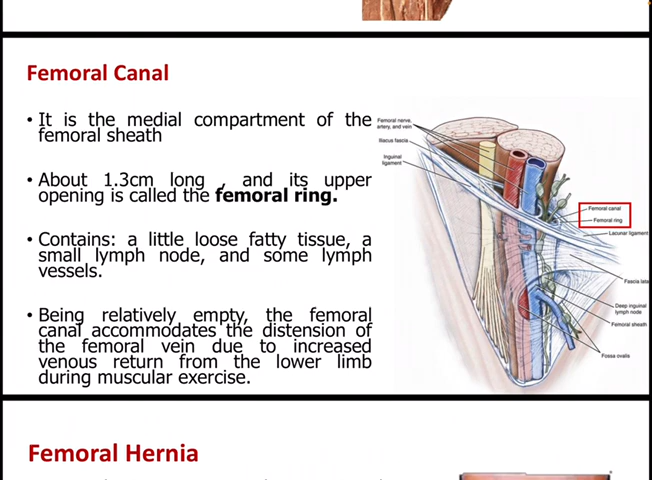 Femoral Canal
• It is the medial compartment of the
femoral sheath
• About 1.3cm long , and its upper
opening is called the femoral ring.
• Contains: a little loose fatty tissue, a
small lymph node, and some lymph
vessels.
• Being relatively empty, the femoral
canal accommodates the distension of
the femoral vein due to increased
venous return from the lower limb
during muscular exercise.
Femoral nerve,
artery, and vein
Iliacus fascia
Inguinal
ligament
Femoral canal
Femoral ring
Lacunar ligament
Fascia lata
Deep inguinal
lymph node
Femoral sheath
Fossa ovalis
Femoral Hernia